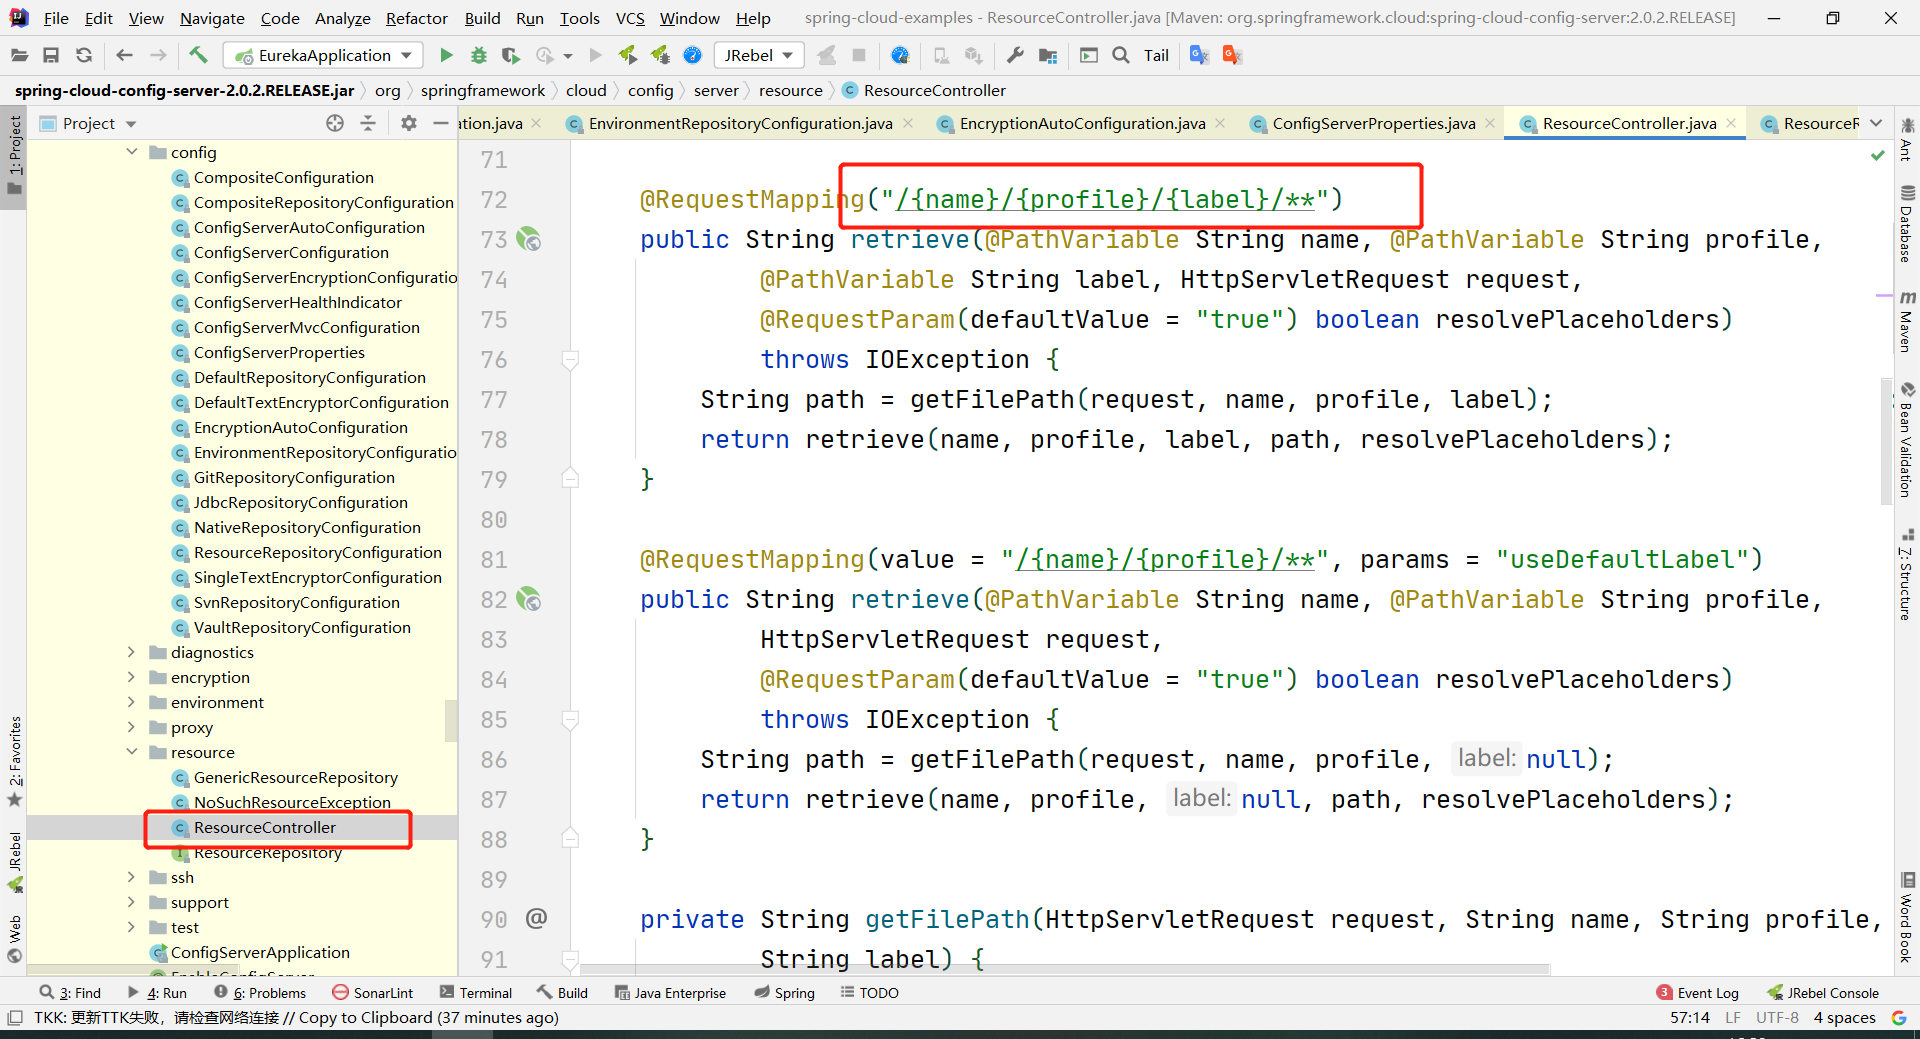 File Edit View Navigate Code Analyze Refactor Build Run Tools VCS Window Help spring-cloud-examples - ResourceController.java [Maven: org.springframework.cloud:spring-cloud-config-server:2.0.2.RELEASE]
EurekaApplication JRebel Tail
spring-cloud-config-server-2.0.2.RELEASE.jar org springframework cloud config server resource ResourceController
Project ation.java EnvironmentRepositoryConfiguration.java EncryptionAutoConfiguration.java ConfigServerProperties.java ResourceController.java ResourceR
1: Project
2: Favorites
JRebel
Web
config
CompositeConfiguration
CompositeRepositoryConfiguration
ConfigServerAutoConfiguration
ConfigServerConfiguration
ConfigServerEncryptionConfiguratio
ConfigServerHealthIndicator
ConfigServerMvcConfiguration
ConfigServerProperties
DefaultRepositoryConfiguration
DefaultTextEncryptorConfiguration
EncryptionAutoConfiguration
EnvironmentRepositoryConfiguratio
GitRepositoryConfiguration
JdbcRepositoryConfiguration
NativeRepositoryConfiguration
ResourceRepositoryConfiguration
SingleTextEncryptorConfiguration
SvnRepositoryConfiguration
VaultRepositoryConfiguration
diagnostics
encryption
environment
proxy
resource
GenericResourceRepository
NoSuchResourceException
ResourceController
ResourceRepository
ssh
support
test
ConfigServerApplication
EnableConfigServer
71
72 @RequestMapping("/{name}/{profile}/{label}/**")
73 public String retrieve(@PathVariable String name, @PathVariable String profile,
74 @PathVariable String label, HttpServletRequest request,
75 @RequestParam(defaultValue = "true") boolean resolvePlaceholders)
76 throws IOException {
77 String path = getFilePath(request, name, profile, label);
78 return retrieve(name, profile, label, path, resolvePlaceholders);
79 }
80
81 @RequestMapping(value = "/{name}/{profile}/**", params = "useDefaultLabel")
82 public String retrieve(@PathVariable String name, @PathVariable String profile,
83 HttpServletRequest request,
84 @RequestParam(defaultValue = "true") boolean resolvePlaceholders)
85 throws IOException {
86 String path = getFilePath(request, name, profile, label: null);
87 return retrieve(name, profile, label: null, path, resolvePlaceholders);
88 }
89
90 @ private String getFilePath(HttpServletRequest request, String name, String profile,
91 String label) {
Ant
Database
Maven
Bean Validation
7: Structure
Word Book
3: Find 4: Run 6: Problems SonarLint Terminal Build Java Enterprise Spring TODO 3 Event Log JRebel Console
TKK: 更新TTK失败，请检查网络连接 // Copy to Clipboard (37 minutes ago) 57:14 LF UTF-8 4 spaces